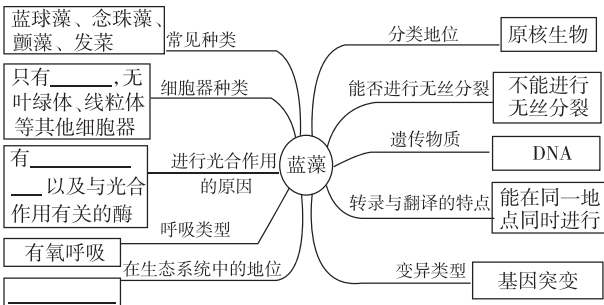 蓝球藻、念珠藻、
颤藻、发菜
常见种类
只有______,无
叶绿体、线粒体
等其他细胞器
细胞器种类
有__________
___以及与光合
作用有关的酶
进行光合作用
的原因
有氧呼吸
呼吸类型
___________
在生态系统中的地位
蓝藻
分类地位
原核生物
能否进行无丝分裂
不能进行
无丝分裂
遗传物质
DNA
转录与翻译的特点
能在同一地
点同时进行
变异类型
基因突变